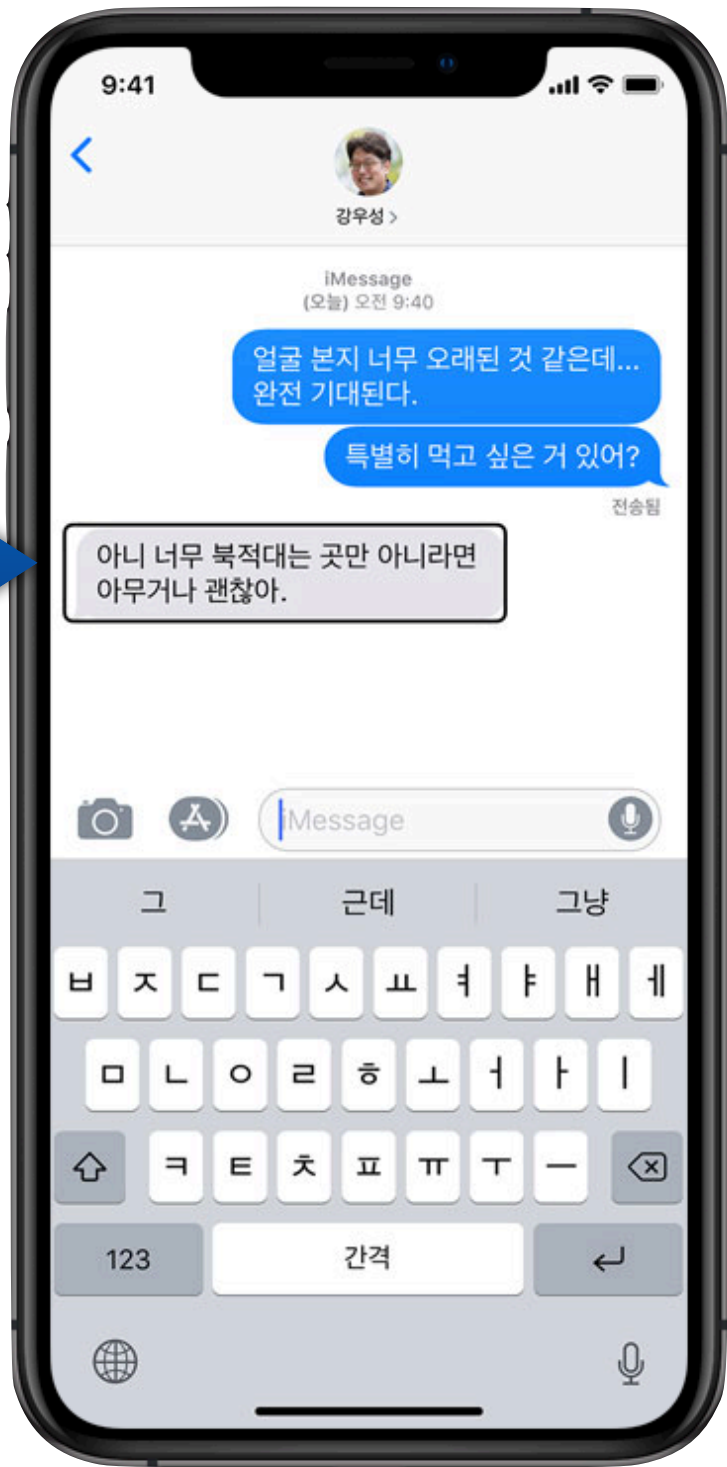 9:41
강우성 >
iMessage
(오늘) 오전 9:40
얼굴 본지 너무 오래된 것 같은데...
완전 기대된다.
특별히 먹고 싶은 거 있어?
전송됨
아니 너무 북적대는 곳만 아니라면
아무거나 괜찮아.
iMessage
그 근데 그냥
ㅂ ㅈ ㄷ ㄱ ㅅ ㅛ ㅕ ㅑ ㅐ ㅔ
ㅁ ㄴ ㅇ ㄹ ㅎ ㅗ ㅓ ㅏ ㅣ
ㅋ ㅌ ㅊ ㅍ ㅠ ㅜ ㅡ
123 간격